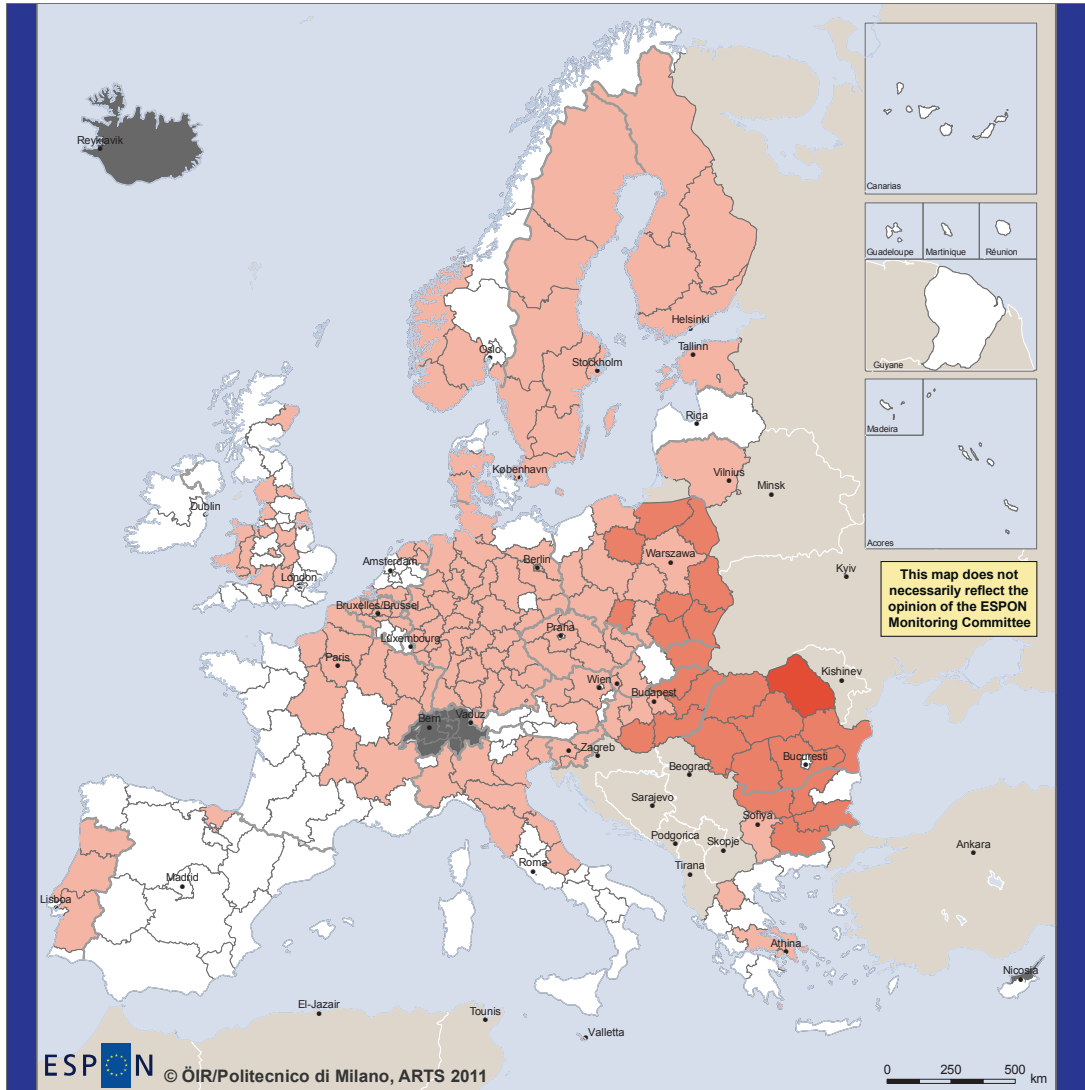 Canarias
Reykjavik
Guadeloupe
Martinique
Réunion
Guyane
Helsinki
Tallinn
Oslo
Stockholm
Madeira
Riga
København
Vilnius
Minsk
Dublin
Acores
Amsterdam
Berlin
Warszawa
London
Kyiv
This map does not
necessarily reflect the
opinion of the ESPON
Monitoring Committee
Bruxelles/Brussel
Luxembourg
Praha
Paris
Kishinev
Wien
Budapest
Bern
Vaduz
Zagreb
Bucuresti
Beograd
Sarajevo
Sofiya
Podgorica
Skopje
Ankara
Tirana
Roma
Madrid
Lisboa
Athina
Nicosia
El-Jazair
Tounis
Valletta
ESPON
© ÖIR/Politecnico di Milano, ARTS 2011
0 250 500
km